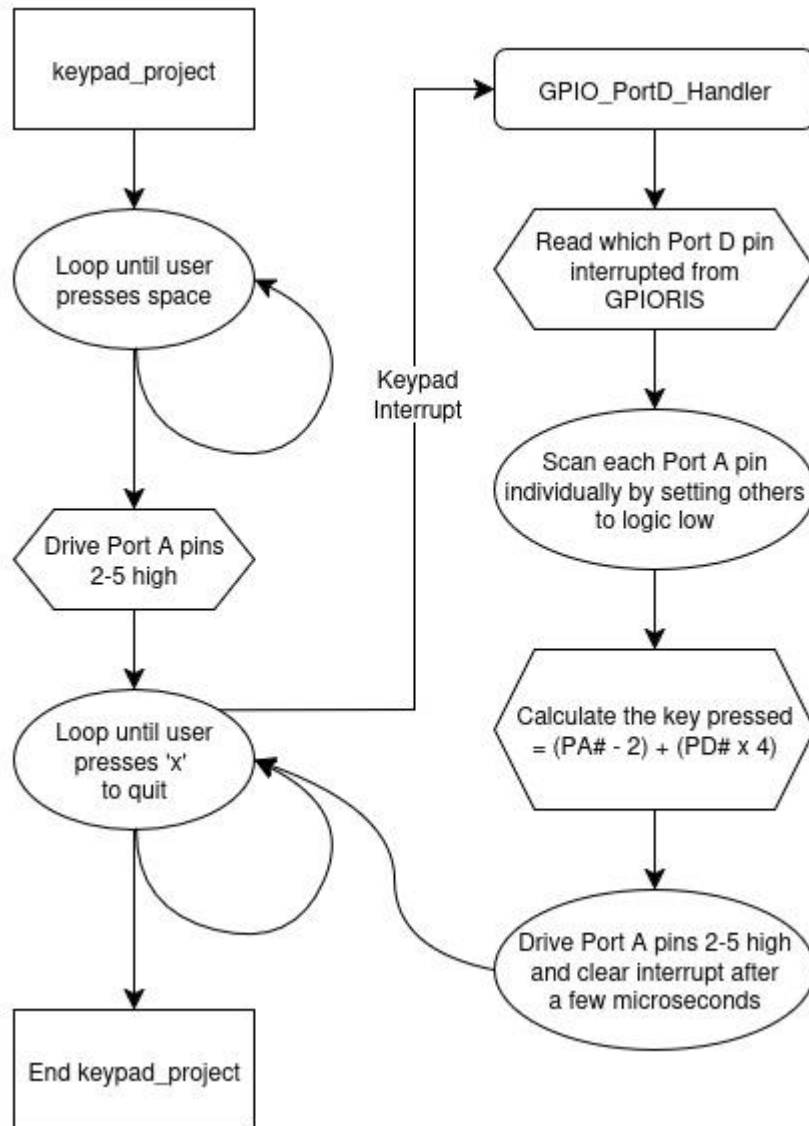 keypad_project
Loop until user
presses space
Drive Port A pins
2-5 high
Loop until user
presses 'x'
to quit
End keypad_project
Keypad
Interrupt
GPIO_PortD_Handler
Read which Port D pin
interrupted from
GPIORIS
Scan each Port A pin
individually by setting others
to logic low
Calculate the key pressed
= (PA# - 2) + (PD# x 4)
Drive Port A pins 2-5 high
and clear interrupt after
a few microseconds